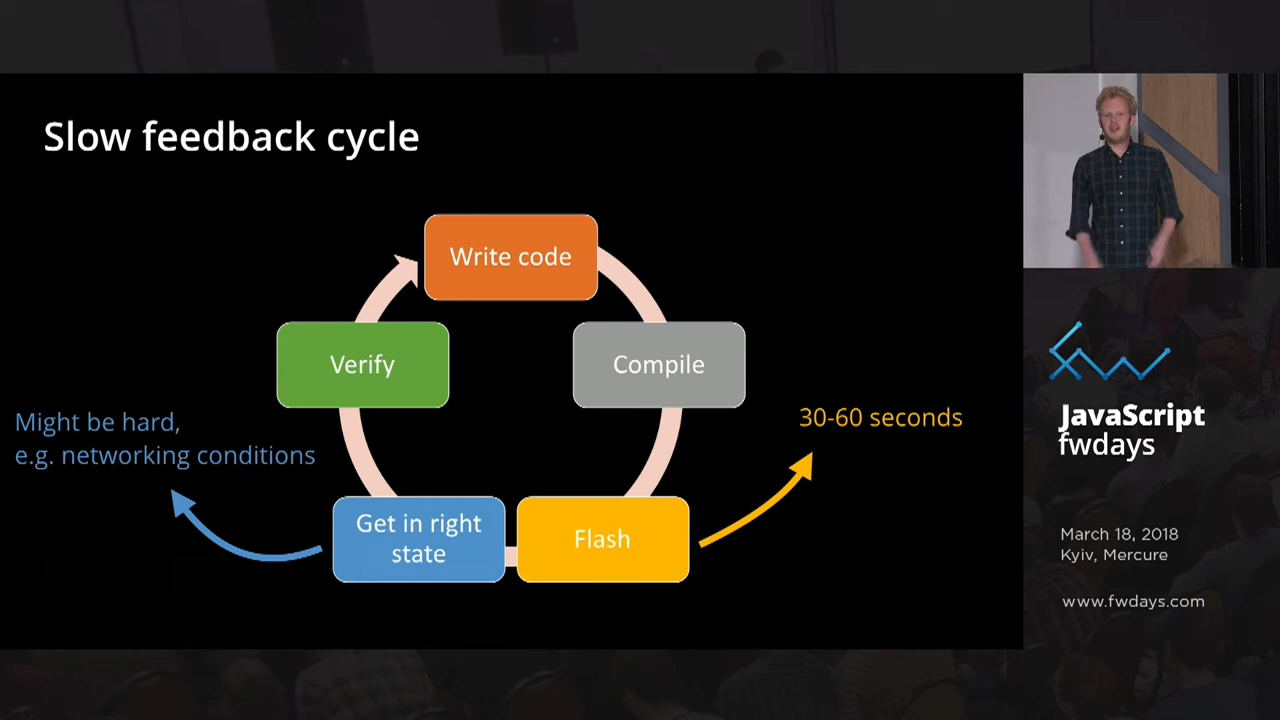 Slow feedback cycle
Write code
Verify
Compile
Might be hard,
e.g. networking conditions
30-60 seconds
Get in right
state
Flash
JavaScript
fwdays
March 18, 2018
Kyiv, Mercure
www.fwdays.com